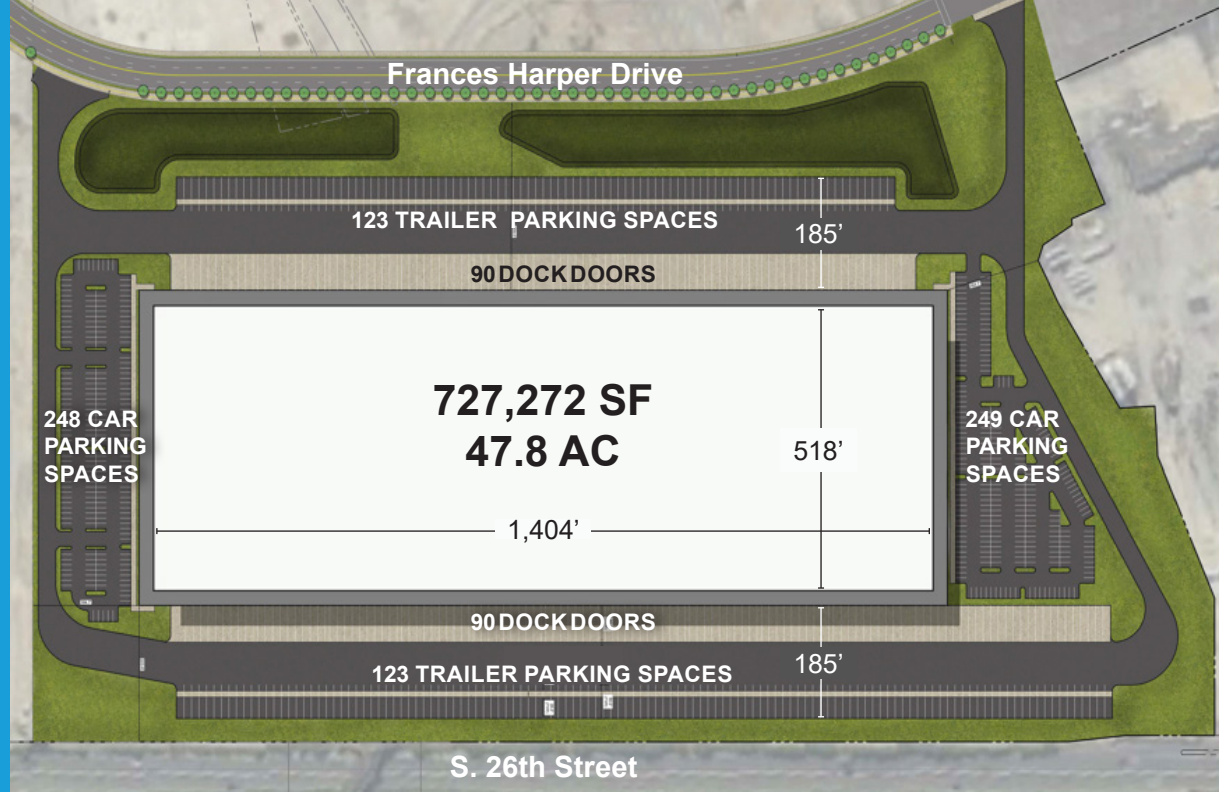 Frances Harper Drive
123 TRAILER PARKING SPACES
185’
90 DOCK DOORS
727,272 SF
47.8 AC
248 CAR
PARKING
SPACES
518’
249 CAR
PARKING
SPACES
1,404’
90 DOCK DOORS
123 TRAILER PARKING SPACES
185’
S. 26th Street